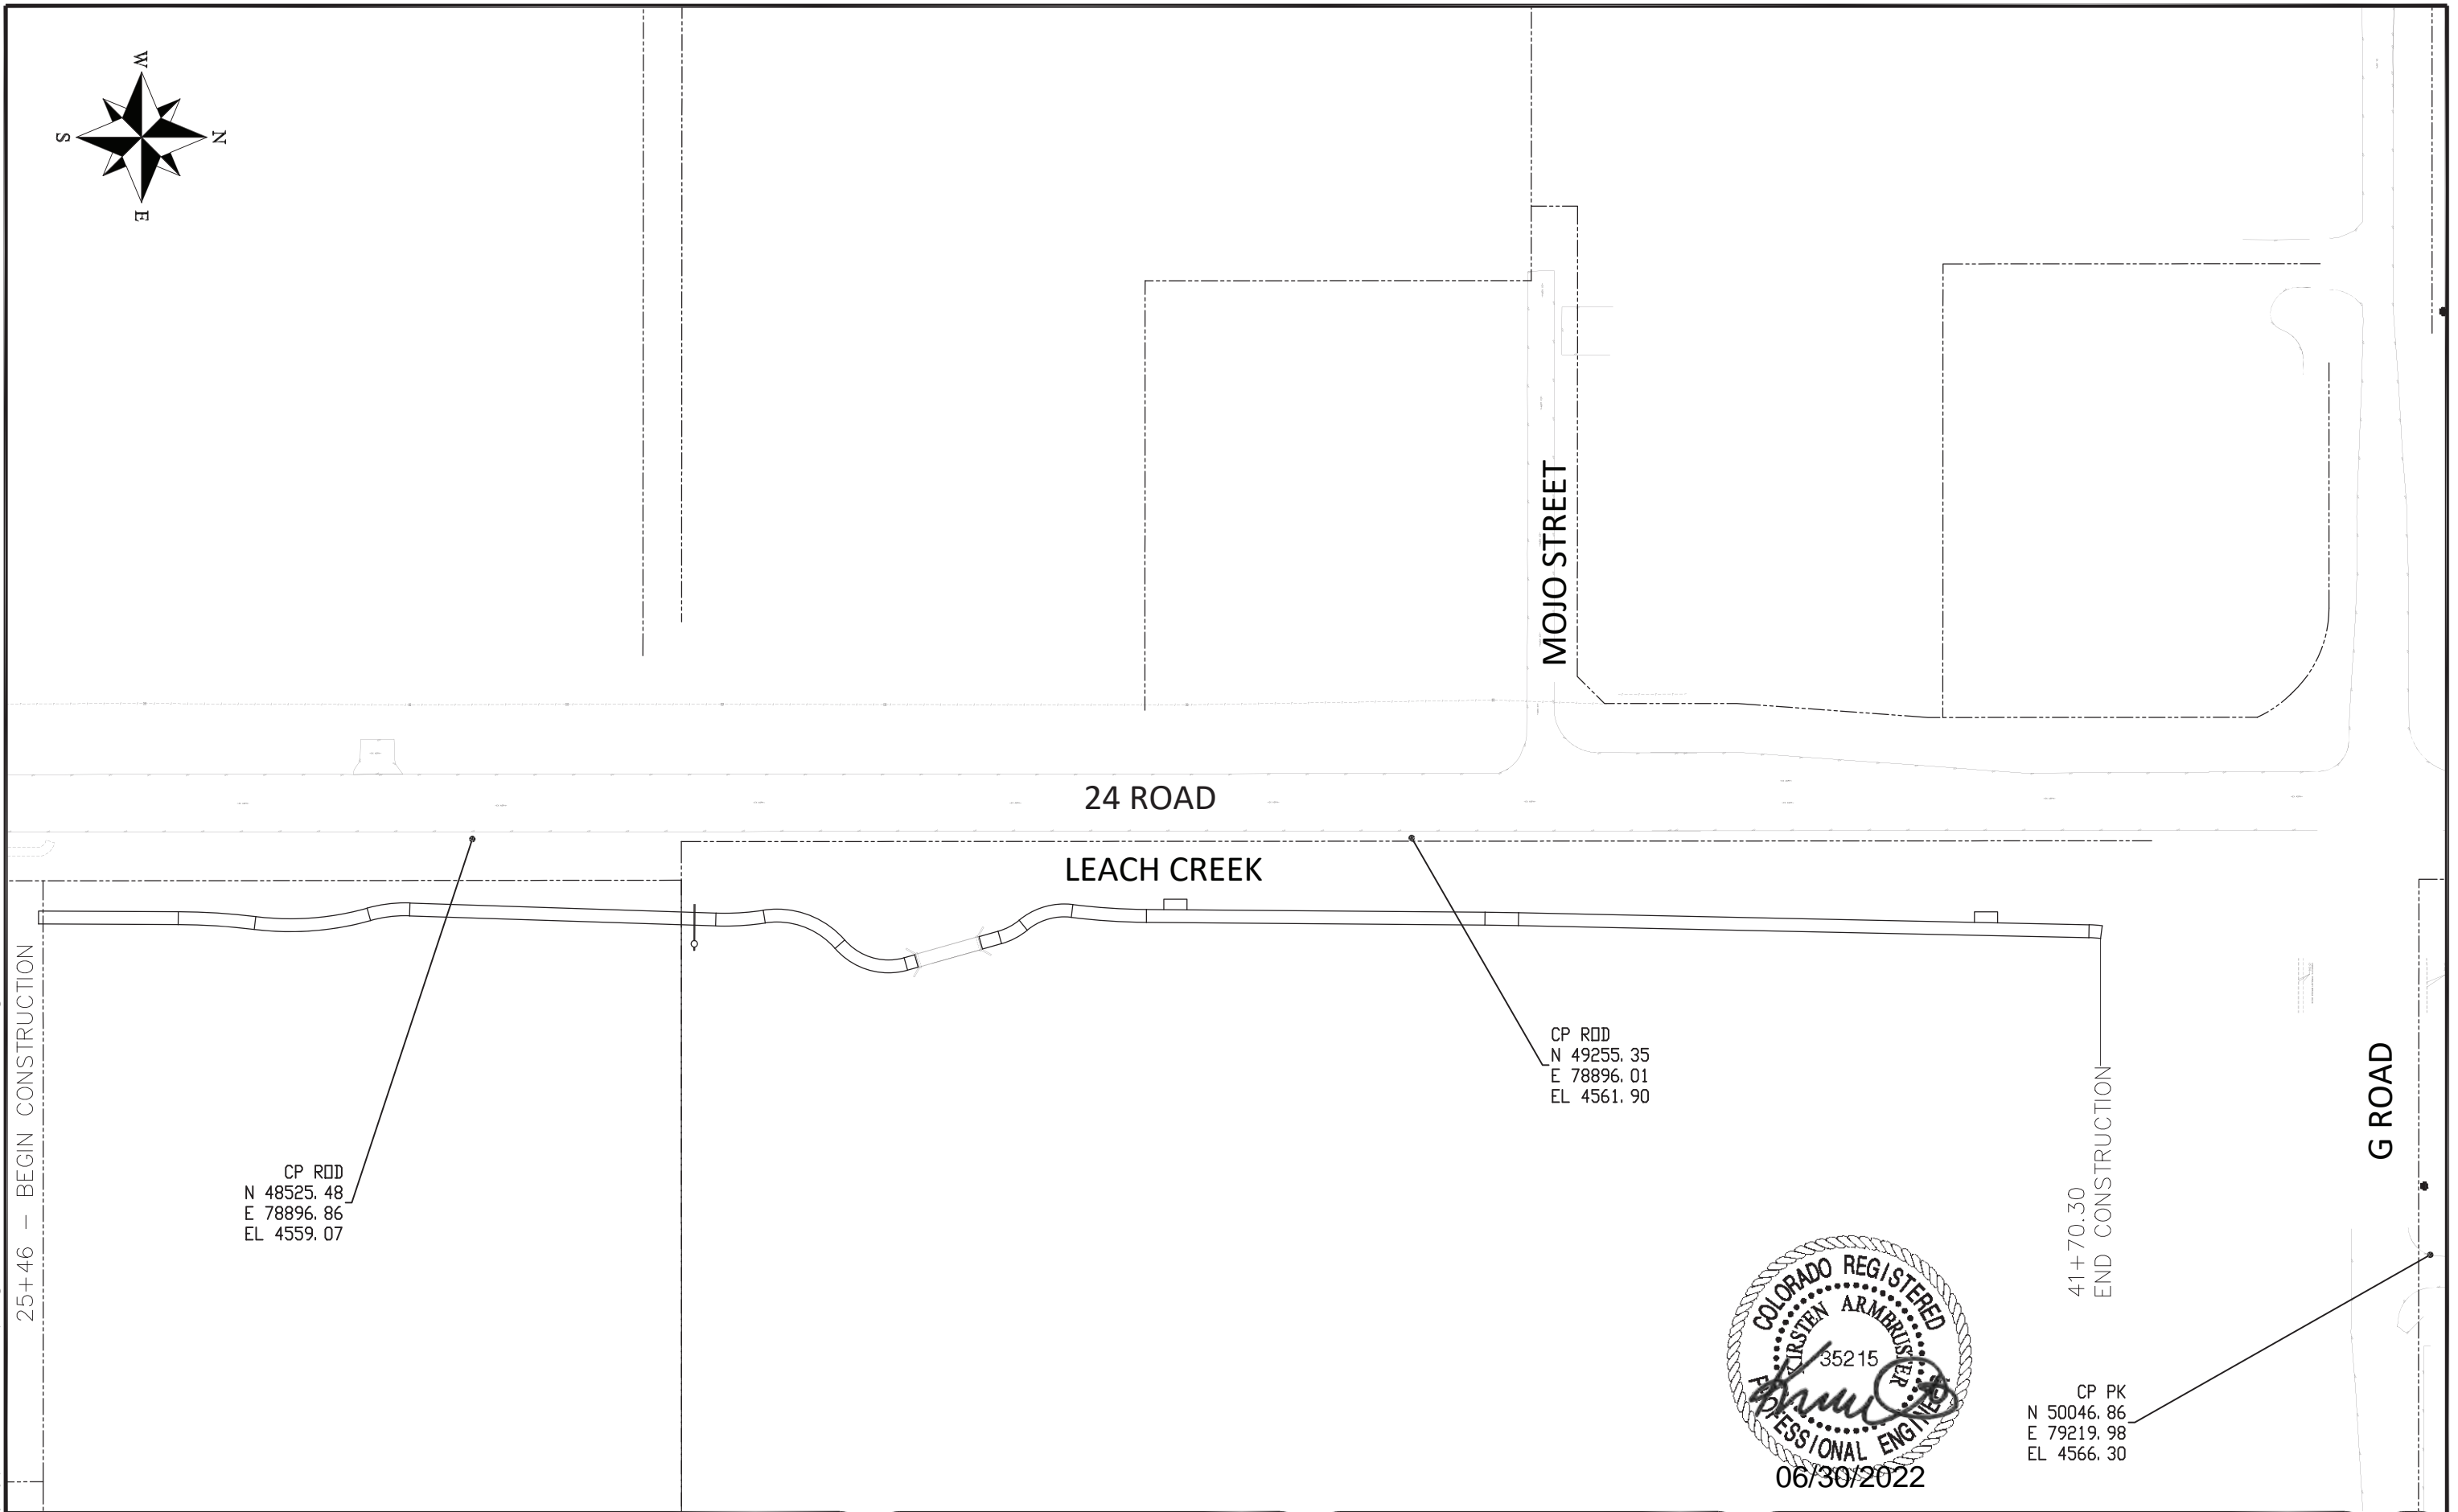 W
N
S
E
MOJO STREET
24 ROAD
LEACH CREEK
25+46 - BEGIN CONSTRUCTION
CP ROD
N 48525.48
E 78896.86
EL 4559.07
CP ROD
N 49255.35
E 78896.01
EL 4561.90
41+70.30
END CONSTRUCTION
G ROAD
COLORADO REGISTERED
KIRSTEN ARMBRUSTER
35215
PROFESSIONAL ENGINEER
06/30/2022
CP PK
N 50046.86
E 79219.98
EL 4566.30